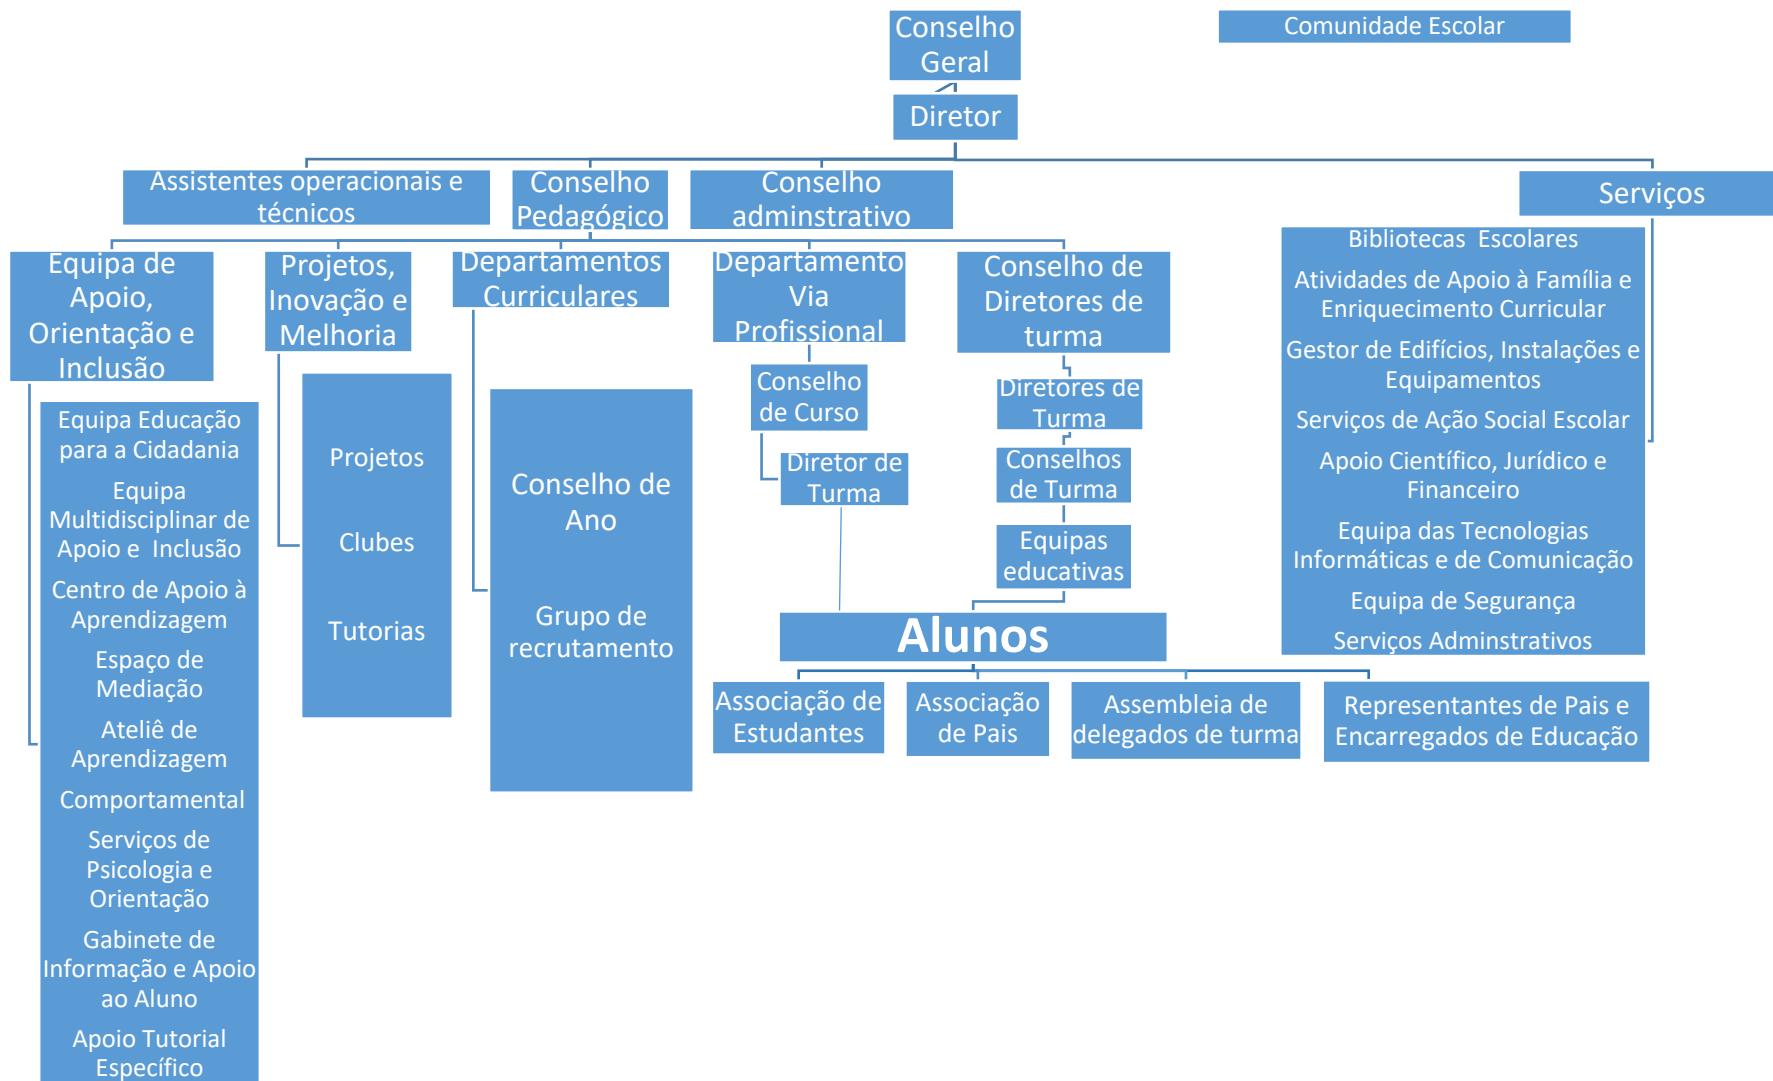 Conselho
Geral
Comunidade Escolar
Diretor
Assistentes operacionais e
técnicos
Conselho
Pedagógico
Conselho
adminstrativo
Serviços
Equipa de
Apoio,
Orientação e
Inclusão
Projetos,
Inovação e
Melhoria
Departamentos
Curriculares
Departamento
Via
Profissional
Conselho de
Diretores de
turma
Equipa Educação
para a Cidadania
Equipa
Multidisciplinar de
Apoio e Inclusão
Centro de Apoio à
Aprendizagem
Espaço de
Mediação
Ateliê de
Aprendizagem
Comportamental
Serviços de
Psicologia e
Orientação
Gabinete de
Informação e Apoio
ao Aluno
Apoio Tutorial
Específico
Projetos
Clubes
Tutorias
Conselho de
Ano
Grupo de
recrutamento
Conselho
de Curso
Diretor de
Turma
Diretores de
Turma
Conselhos
de Turma
Equipas
educativas
Bibliotecas Escolares
Atividades de Apoio à Família e
Enriquecimento Curricular
Gestor de Edifícios, Instalações e
Equipamentos
Serviços de Ação Social Escolar
Apoio Científico, Jurídico e
Financeiro
Equipa das Tecnologias
Informáticas e de Comunicação
Equipa de Segurança
Serviços Adminstrativos
Alunos
Associação de
Estudantes
Associação
de Pais
Assembleia de
delegados de turma
Representantes de Pais e
Encarregados de Educação